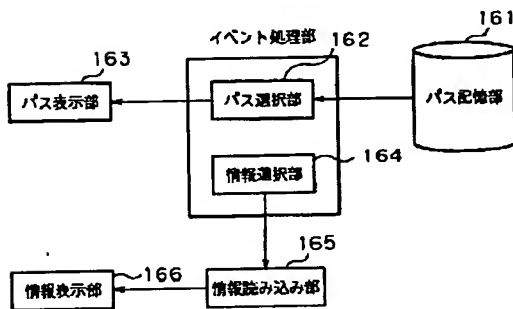 イベント処理部
161
162
163
パス表示部
パス選択部
パス記憶部
164
情報選択部
165
166
情報表示部
情報読み込み部